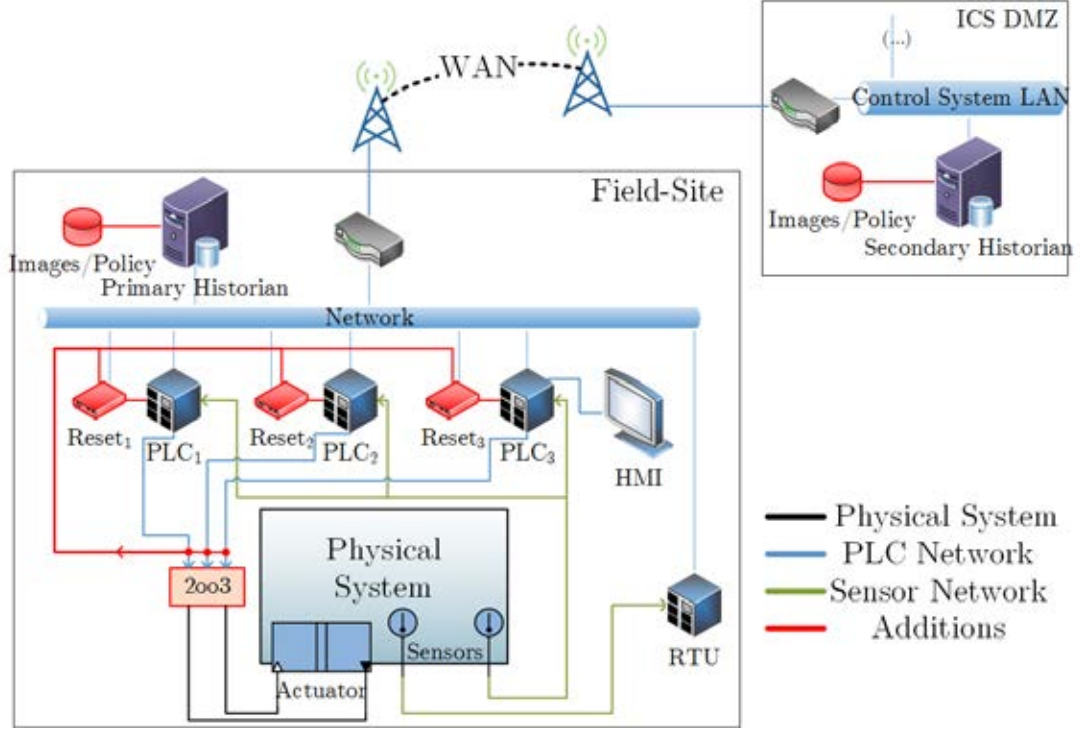 ICS DMZ
(...)
WAN
Control System LAN
Images/Policy
Secondary Historian
Field-Site
Images/Policy
Primary Historian
Network
Reset₁
PLC₁
Reset₂
PLC₂
Reset₃
PLC₃
HMI
Physical
System
2oo3
Sensors
Actuator
RTU
Physical System
PLC Network
Sensor Network
Additions